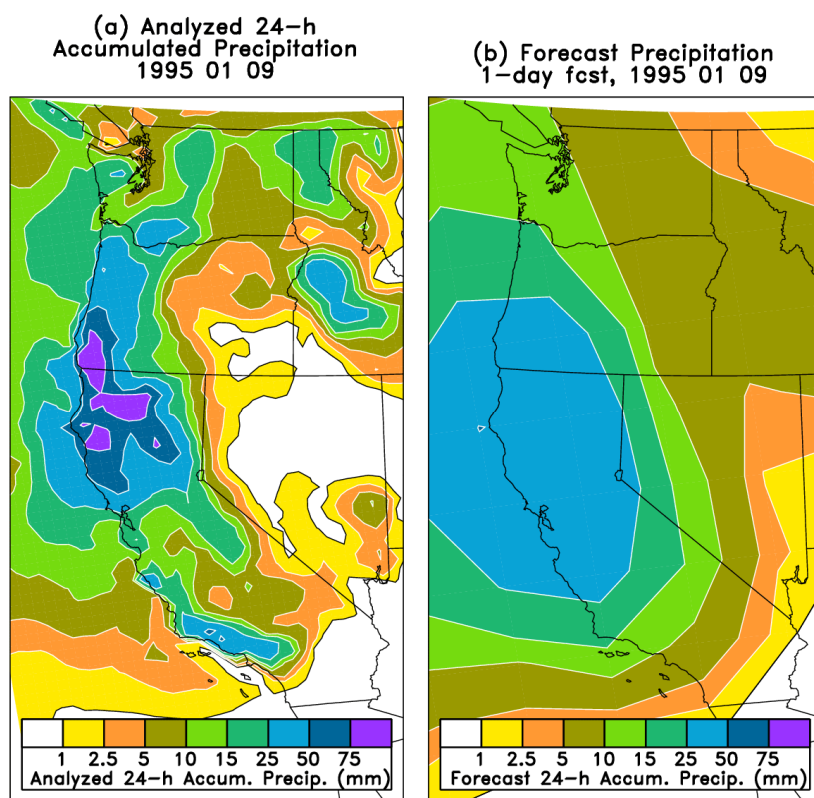 (a) Analyzed 24-h
Accumulated Precipitation
1995 01 09
(b) Forecast Precipitation
1-day fcst, 1995 01 09
1 2.5 5 10 15 25 50 75
Analyzed 24-h Accum. Precip. (mm)
1 2.5 5 10 15 25 50 75
Forecast 24-h Accum. Precip. (mm)